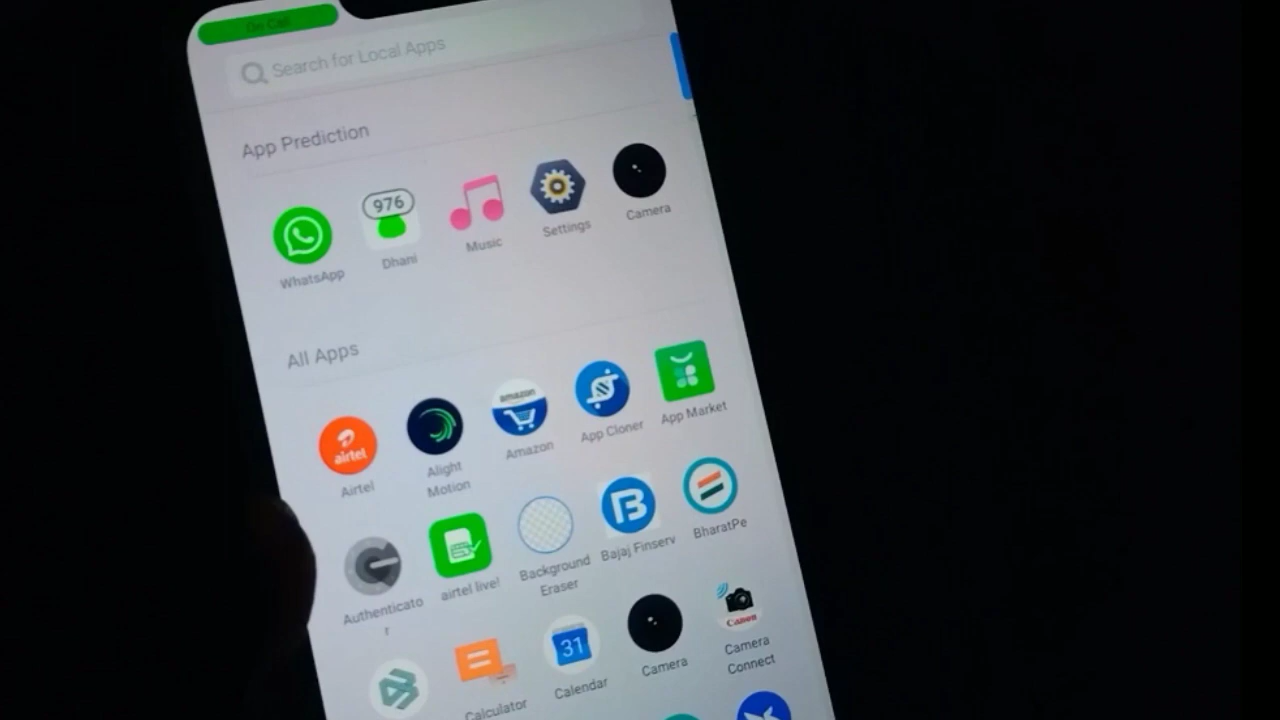 On Call
Search for Local Apps
App Prediction
976
WhatsApp
Dhani
Music
Settings
Camera
All Apps
airtel
amazon
Airtel
Alight
Motion
Amazon
App Cloner
App Market
Authenticato
r
airtel live!
Background
Eraser
B
Bajaj Finserv
BharatPe
31
Canon
Calculator
Calendar
Camera
Camera
Connect